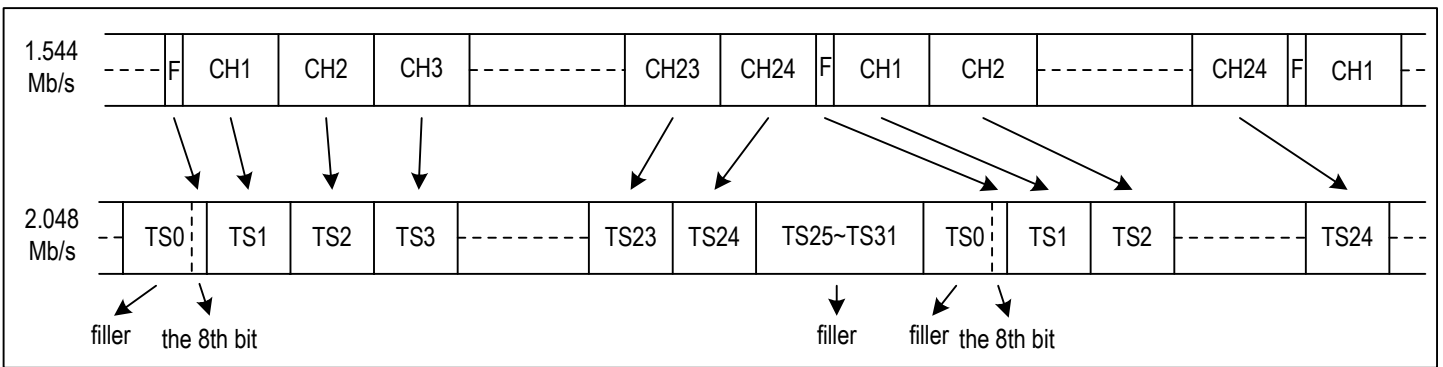 1.544
Mb/s
F CH1 CH2 CH3 CH23 CH24 F CH1 CH2 CH24 F CH1
2.048
Mb/s
TS0 TS1 TS2 TS3 TS23 TS24 TS25~TS31 TS0 TS1 TS2 TS24
filler the 8th bit filler filler the 8th bit